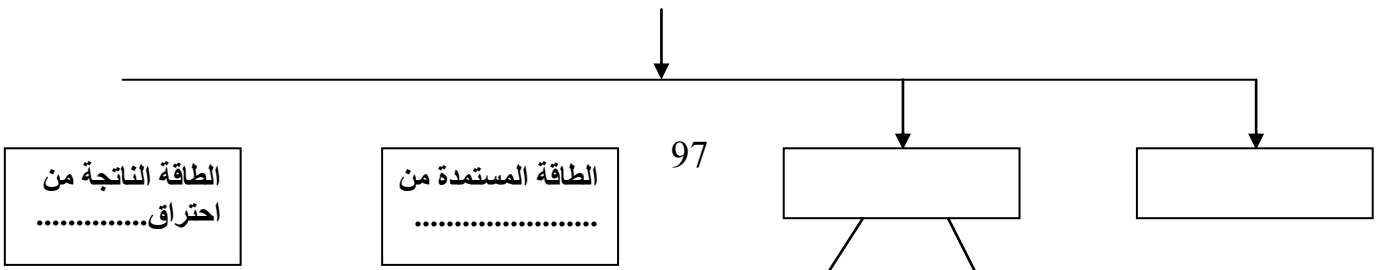 97
الطاقة المستمدة من
.......................
الطاقة الناتجة من
احتراق..............